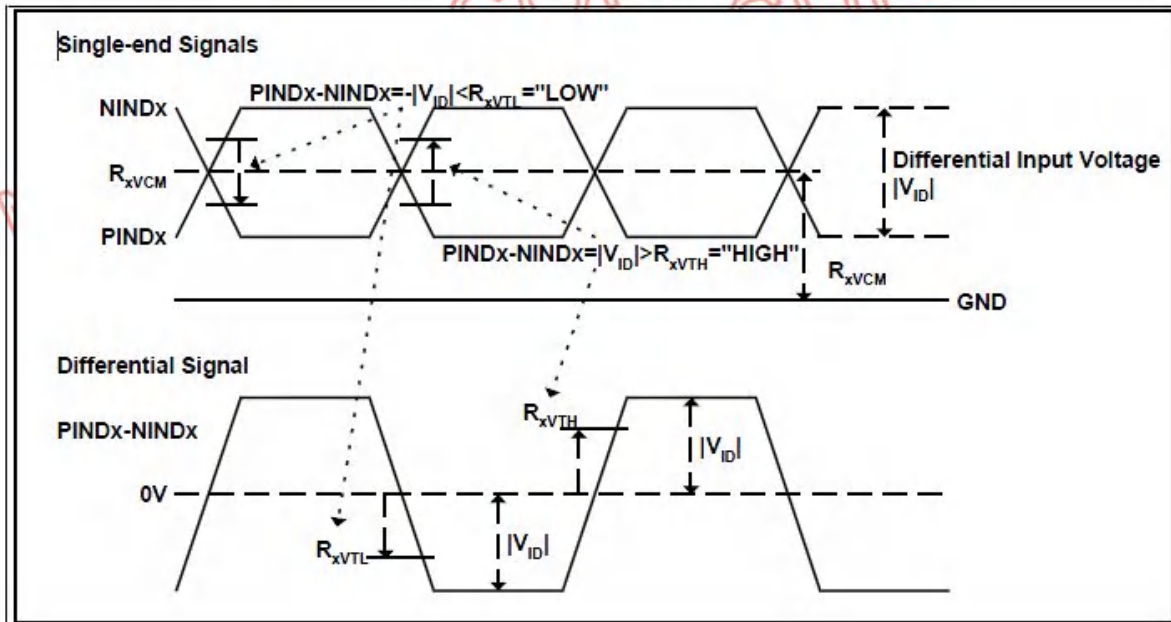 Single-end Signals
PINDx-NINDx=-|VID|<RxVTL="LOW"
NINDx
RxVCM
Differential Input Voltage
|VID|
PINDx
PINDx-NINDx=|VID|>RxVTH="HIGH"
RxVCM
GND
Differential Signal
RxVTH
PINDx-NINDx
|VID|
0V
RxVTL
|VID|